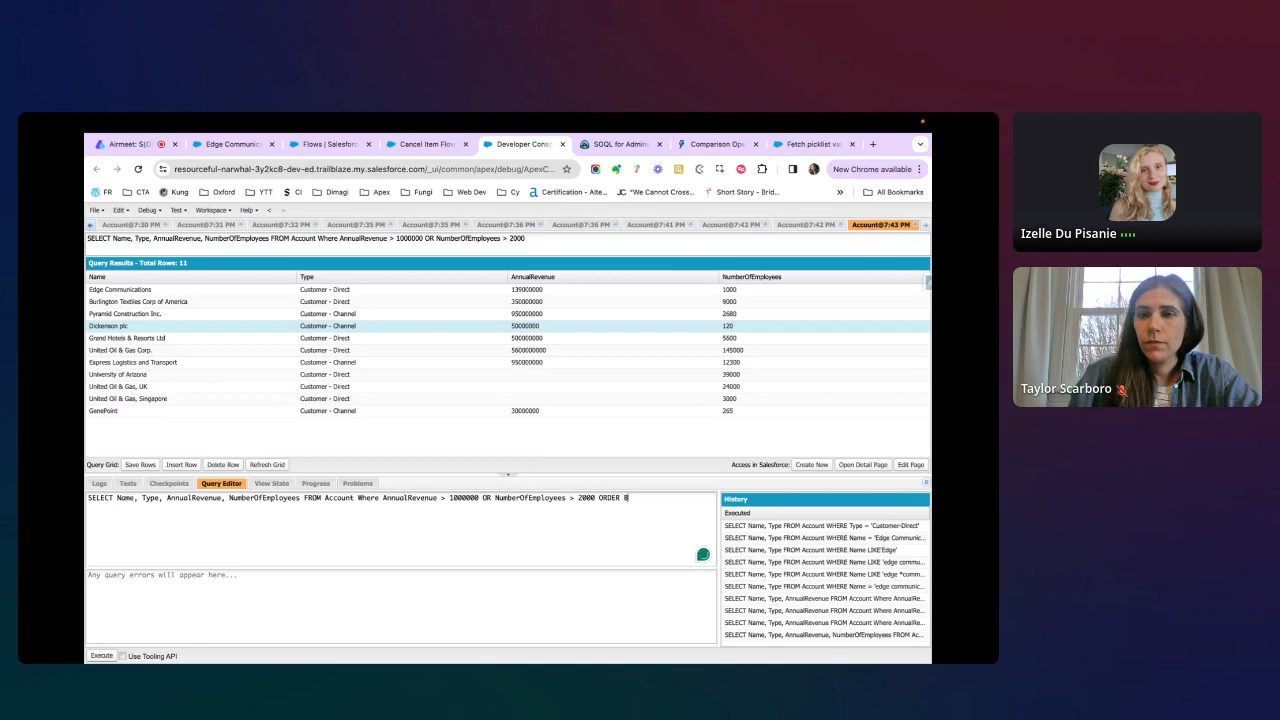 Airmeet: S(O)
Edge Communic
Flows | Salesforc
Cancel Item Flow
Developer Conso
SOQL for Admins
Comparison Ope
Fetch picklist va
resourceful-narwhal-3y2kc8-dev-ed.trailblaze.my.salesforce.com/_ui/common/apex/debug/ApexC...
New Chrome available
FR
CTA
Kung
Oxford
YTT
CI
Dimagi
Apex
Fungi
Web Dev
Cy
Certification - Alte...
"We Cannot Cross...
Short Story - Brid...
»
All Bookmarks
File
Edit
Debug
Test
Workspace
Help
<
>
Account@7:30 PM
Account@7:31 PM
Account@7:32 PM
Account@7:35 PM
Account@7:35 PM
Account@7:36 PM
Account@7:36 PM
Account@7:41 PM
Account@7:42 PM
Account@7:42 PM
Account@7:43 PM
SELECT Name, Type, AnnualRevenue, NumberOfEmployees FROM Account Where AnnualRevenue > 1000000 OR NumberOfEmployees > 2000
Query Results - Total Rows: 11
Name Type AnnualRevenue NumberOfEmployees
Edge Communications Customer - Direct 139000000 1000
Burlington Textiles Corp of America Customer - Direct 350000000 9000
Pyramid Construction Inc. Customer - Channel 950000000 2680
Dickenson plc Customer - Channel 50000000 120
Grand Hotels & Resorts Ltd Customer - Direct 500000000 5600
United Oil & Gas Corp. Customer - Direct 5600000000 145000
Express Logistics and Transport Customer - Channel 950000000 12300
University of Arizona Customer - Direct 39000
United Oil & Gas, UK Customer - Direct 24000
United Oil & Gas, Singapore Customer - Direct 3000
GenePoint Customer - Channel 30000000 265
Query Grid: Save Rows Insert Row Delete Row Refresh Grid
Access in Salesforce: Create New Open Detail Page Edit Page
Logs Tests Checkpoints Query Editor View State Progress Problems
SELECT Name, Type, AnnualRevenue, NumberOfEmployees FROM Account Where AnnualRevenue > 1000000 OR NumberOfEmployees > 2000 ORDER B
Any query errors will appear here...
Execute Use Tooling API
History
Executed
SELECT Name, Type FROM Account WHERE Type = 'Customer-Direct'
SELECT Name, Type FROM Account WHERE Name = 'Edge Communic...
SELECT Name, Type FROM Account WHERE Name LIKE'Edge'
SELECT Name, Type FROM Account WHERE Name LIKE 'edge commu...
SELECT Name, Type FROM Account WHERE Name LIKE 'edge *comm...
SELECT Name, Type FROM Account WHERE Name = 'edge communic...
SELECT Name, Type, AnnualRevenue FROM Account Where AnnualRe...
SELECT Name, Type, AnnualRevenue FROM Account Where AnnualRe...
SELECT Name, Type, AnnualRevenue FROM Account Where AnnualRe...
SELECT Name, Type, AnnualRevenue, NumberOfEmployees FROM Ac...
Izelle Du Pisanie
Taylor Scarboro